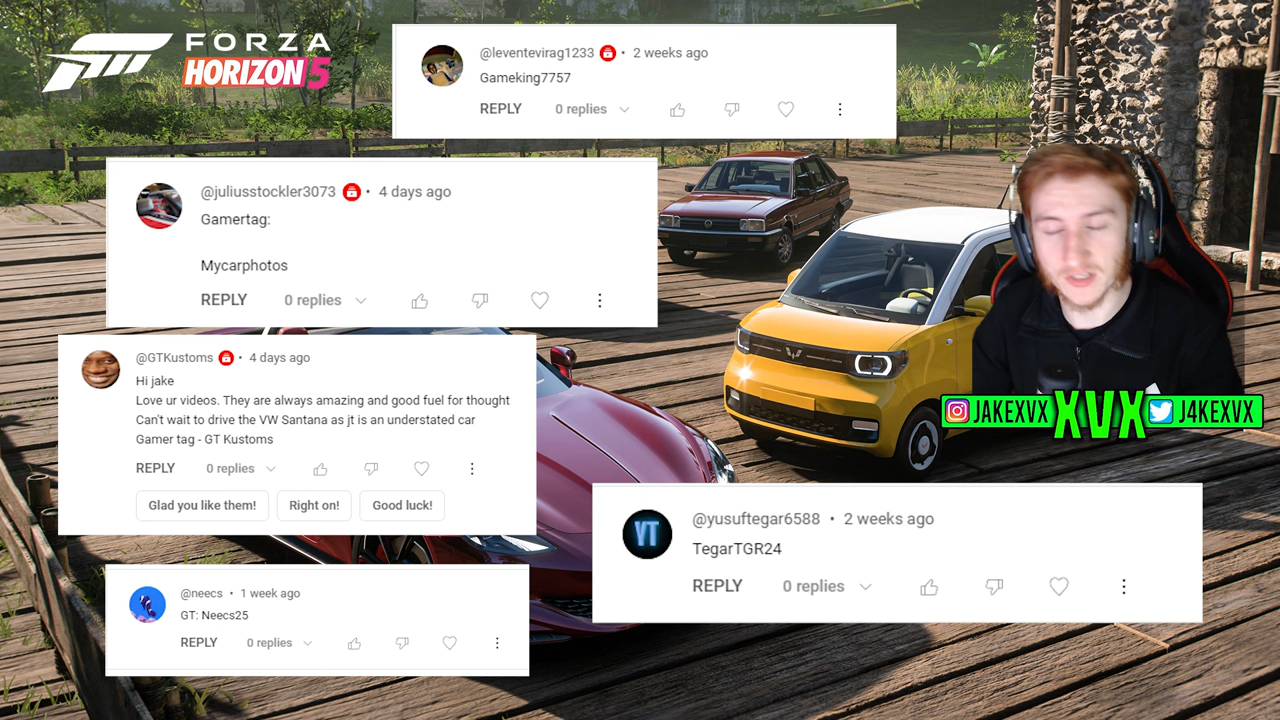 FORZA
HORIZON 5
@leventevirag1233 • 2 weeks ago
Gameking7757
REPLY 0 replies
@juliusstockler3073 • 4 days ago
Gamertag:
Mycarphotos
REPLY 0 replies
@GTKustoms • 4 days ago
Hi jake
Love ur videos. They are always amazing and good fuel for thought
Can't wait to drive the VW Santana as jt is an understated car
Gamer tag - GT Kustoms
REPLY 0 replies
Glad you like them! Right on! Good luck!
JAKEXVX XVX J4KEXVX
YT
@yusuftegar6588 • 2 weeks ago
TegarTGR24
REPLY 0 replies
@neecs • 1 week ago
GT: Neecs25
REPLY 0 replies